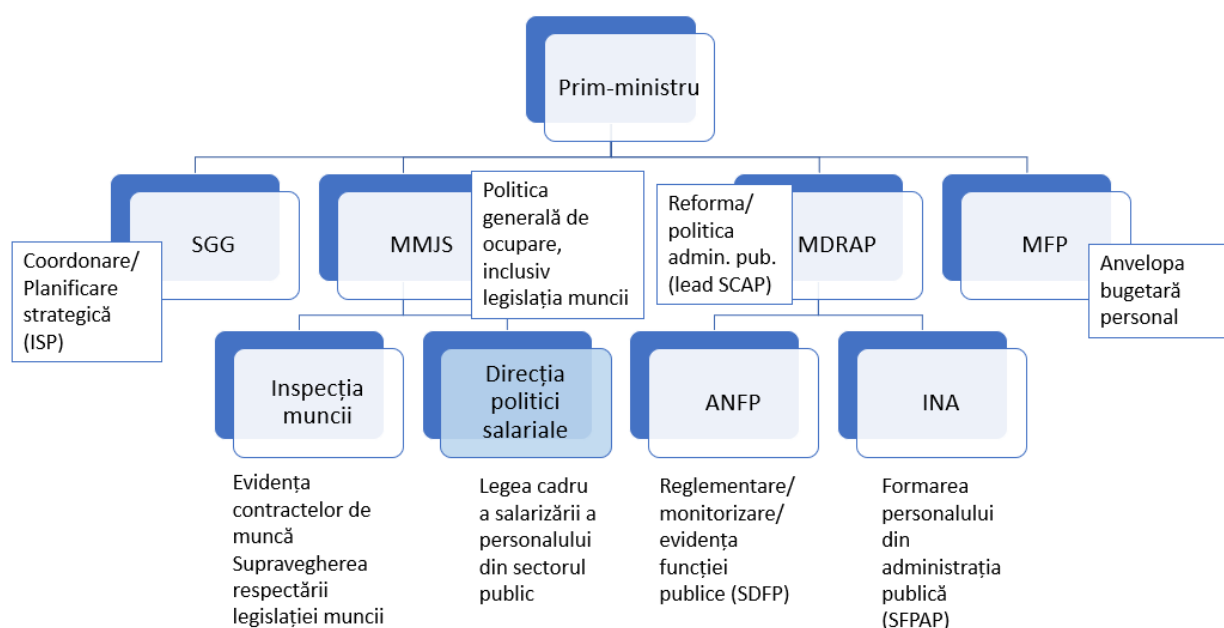 Prim-ministru
SGG
Coordonare/
Planificare
strategică
(ISP)
MMJS
Politica
generală de
ocupare,
inclusiv
legislația muncii
Reforma/
politica
admin. pub.
(lead SCAP)
MDRAP
MFP
Anvelopa
bugetară
personal
Inspecția
muncii
Evidența
contractelor de
muncă
Supravegherea
respectării
legislației muncii
Direcția
politici
salariale
Legea cadru
a salarizării a
personalului
din sectorul
public
ANFP
Reglementare/
monitorizare/
evidența
funcției
publice (SDFP)
INA
Formarea
personalului
din
administrația
publică
(SFPAP)